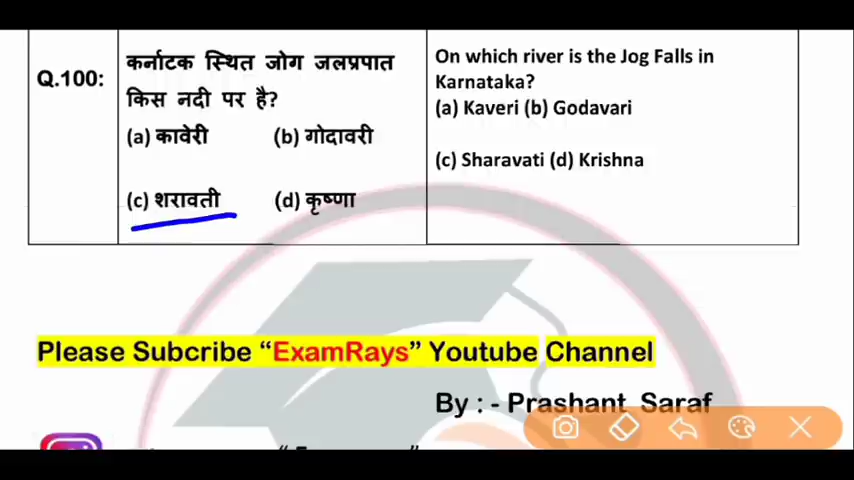 Q.100:
कर्नाटक स्थित जोग जलप्रपात
किस नदी पर है?
(a) कावेरी (b) गोदावरी
(c) शरावती (d) कृष्णा
On which river is the Jog Falls in
Karnataka?
(a) Kaveri (b) Godavari
(c) Sharavati (d) Krishna
Please Subcribe “ExamRays” Youtube Channel
By : - Prashant Saraf